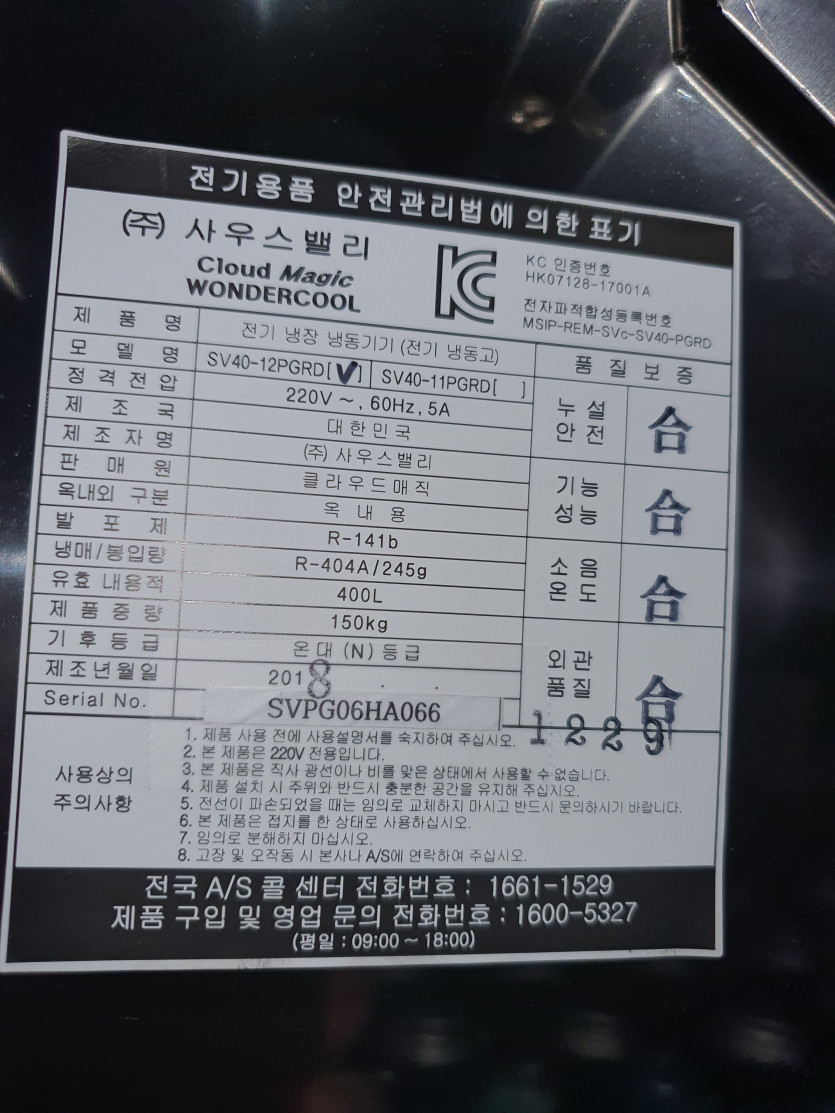 전기용품 안전관리법에 의한 표기
(주) 사우스밸리
Cloud Magic
WONDERCOOL
KC
KC 인증번호
HK07128-17001A
전자파적합성등록번호
MSIP-REM-SVc-SV40-PGRD
제 품 명 전기 냉장 냉동기기 (전기 냉동고)
모 델 명 SV40-12PGRD[✔] SV40-11PGRD[ ]
정격전압 220V ~, 60Hz, 5A
제 조 국 대한민국
제조자명 (주) 사우스밸리
판 매 원 클라우드매직
옥내외 구분 옥 내 용
발 포 제 R-141b
냉매/봉입량 R-404A/245g
유효 내용적 400L
제품중량 150kg
기후등급 온대 (N) 등급
제조년월일 2018 . .
Serial No. SVPG06HA066
품질보증
누설
안전 合
기능
성능 合
소음
온도 合
외관
품질 合
1229
사용상의
주의사항
1. 제품 사용 전에 사용설명서를 숙지하여 주십시오.
2. 본 제품은 220V 전용입니다.
3. 본 제품은 직사 광선이나 비를 맞은 상태에서 사용할 수 없습니다.
4. 제품 설치 시 주위와 반드시 충분한 공간을 유지해 주십시오.
5. 전선이 파손되었을 때는 임의로 교체하지 마시고 반드시 문의하시기 바랍니다.
6. 본 제품은 접지를 한 상태로 사용하십시오.
7. 임의로 분해하지 마십시오.
8. 고장 및 오작동 시 본사나 A/S에 연락하여 주십시오.
전국 A/S 콜 센터 전화번호 : 1661-1529
제품 구입 및 영업 문의 전화번호 : 1600-5327
(평일 : 09:00 ~ 18:00)